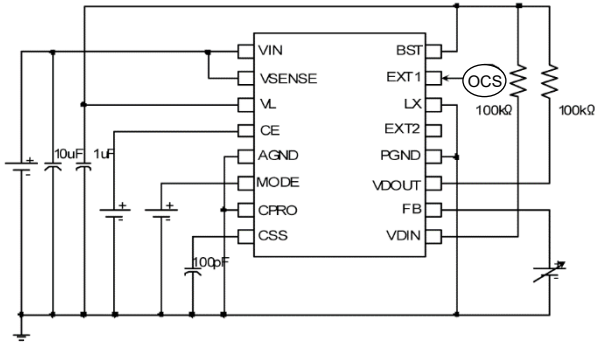 VIN
VSENSE
VL
CE
AGND
MODE
CPRO
CSS
BST
EXT1
LX
EXT2
PGND
VDOUT
FB
VDIN
OCS
100kΩ
100kΩ
10uF
1uF
100pF
+
-
+
-
+
-
+
-